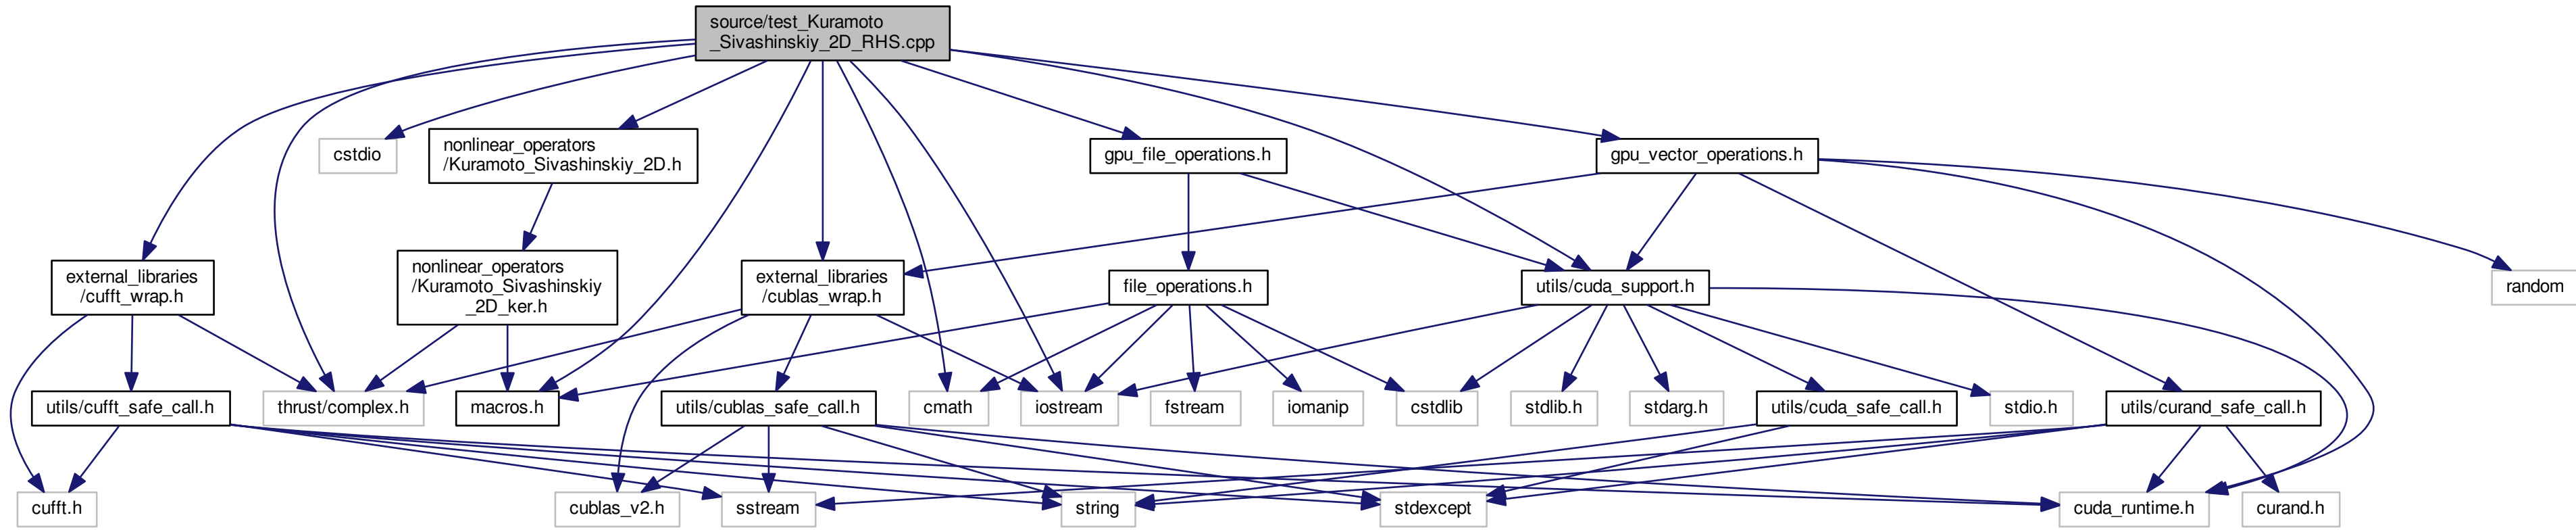 source/test_Kuramoto
_Sivashinskiy_2D_RHS.cpp
cstdio
nonlinear_operators
/Kuramoto_Sivashinskiy_2D.h
gpu_file_operations.h
gpu_vector_operations.h
external_libraries
/cufft_wrap.h
nonlinear_operators
/Kuramoto_Sivashinskiy
_2D_ker.h
external_libraries
/cublas_wrap.h
file_operations.h
utils/cuda_support.h
random
utils/cufft_safe_call.h
thrust/complex.h
macros.h
utils/cublas_safe_call.h
cmath
iostream
fstream
iomanip
cstdlib
stdlib.h
stdarg.h
utils/cuda_safe_call.h
stdio.h
utils/curand_safe_call.h
cufft.h
cublas_v2.h
sstream
string
stdexcept
cuda_runtime.h
curand.h